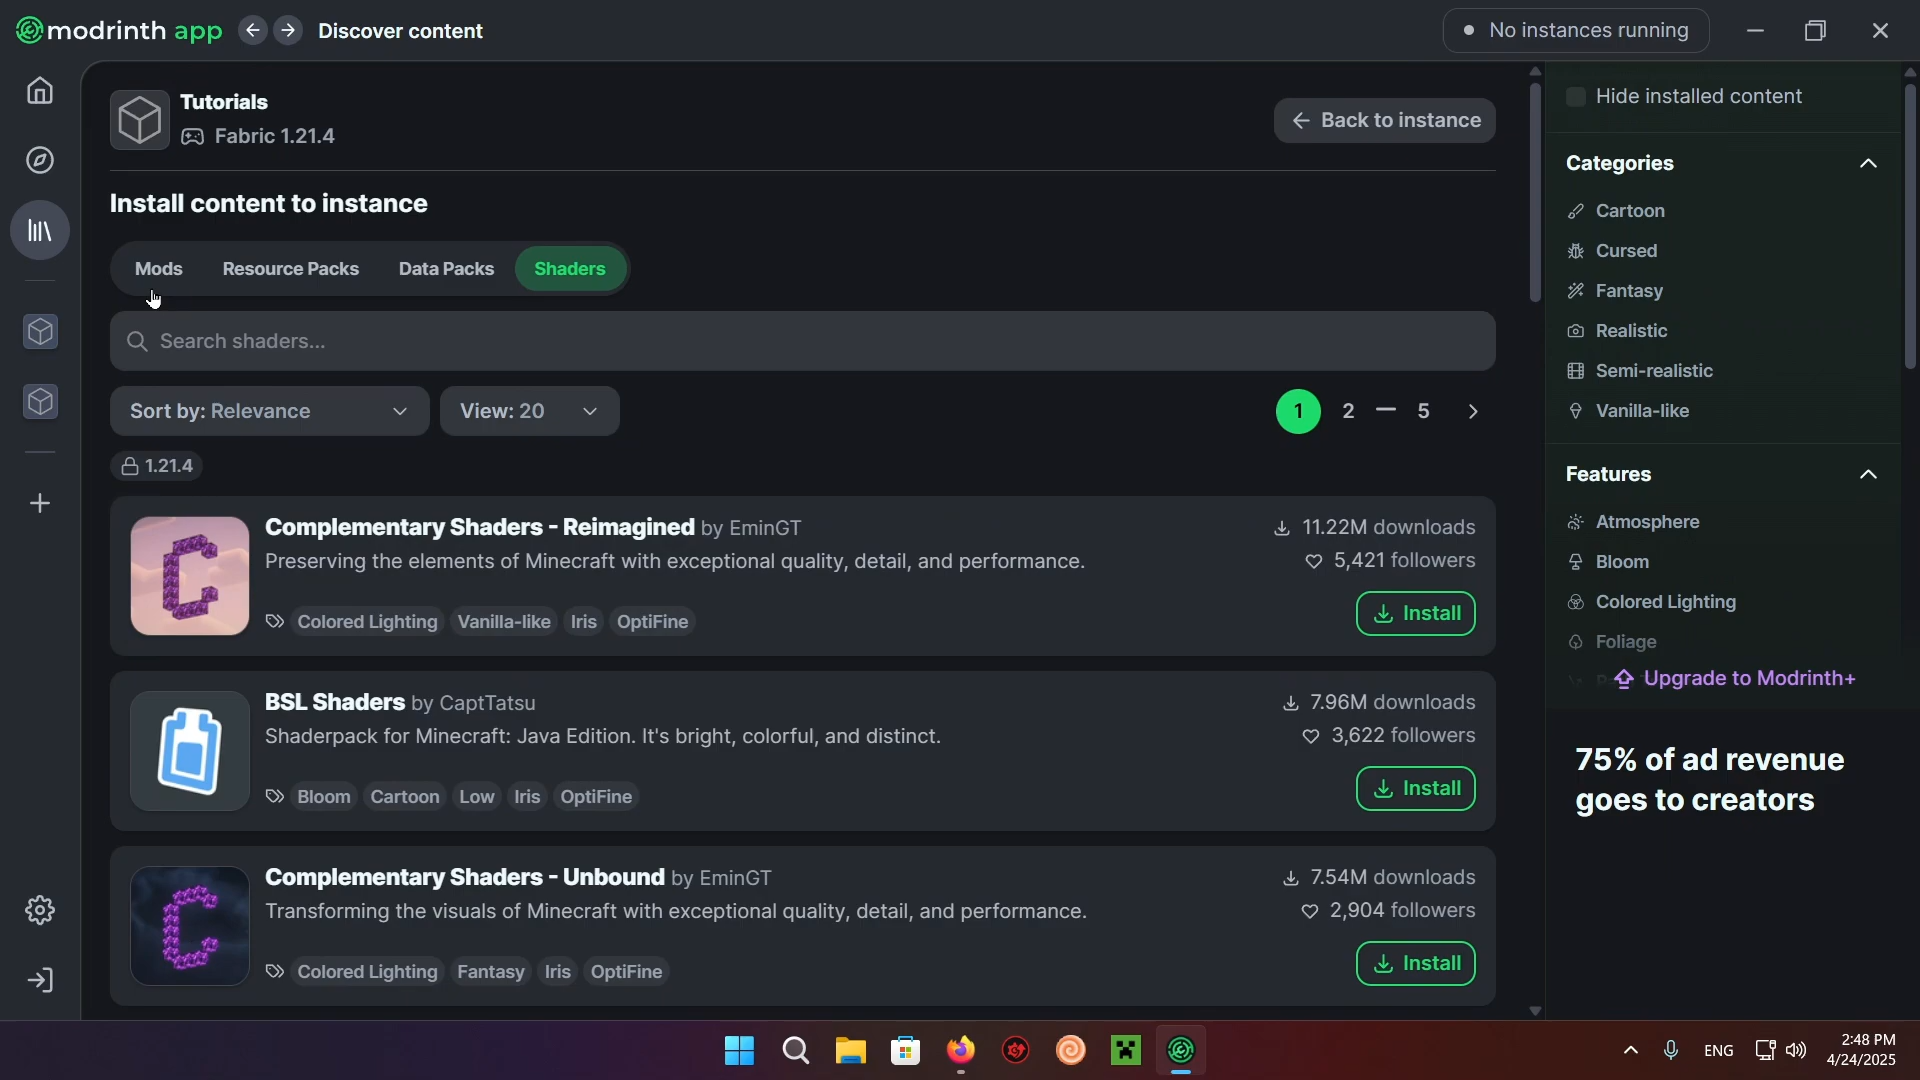 modrinth app
Discover content
No instances running
Tutorials
Fabric 1.21.4
Back to instance
Install content to instance
Mods
Resource Packs
Data Packs
Shaders
Search shaders...
Sort by: Relevance
View: 20
1 2 5
1.21.4
Complementary Shaders - Reimagined by EminGT
Preserving the elements of Minecraft with exceptional quality, detail, and performance.
Colored Lighting Vanilla-like Iris OptiFine
11.22M downloads
5,421 followers
Install
BSL Shaders by CaptTatsu
Shaderpack for Minecraft: Java Edition. It's bright, colorful, and distinct.
Bloom Cartoon Low Iris OptiFine
7.96M downloads
3,622 followers
Install
Complementary Shaders - Unbound by EminGT
Transforming the visuals of Minecraft with exceptional quality, detail, and performance.
Colored Lighting Fantasy Iris OptiFine
7.54M downloads
2,904 followers
Install
Hide installed content
Categories
Cartoon
Cursed
Fantasy
Realistic
Semi-realistic
Vanilla-like
Features
Atmosphere
Bloom
Colored Lighting
Foliage
Upgrade to Modrinth+
75% of ad revenue
goes to creators
ENG
2:48 PM
4/24/2025